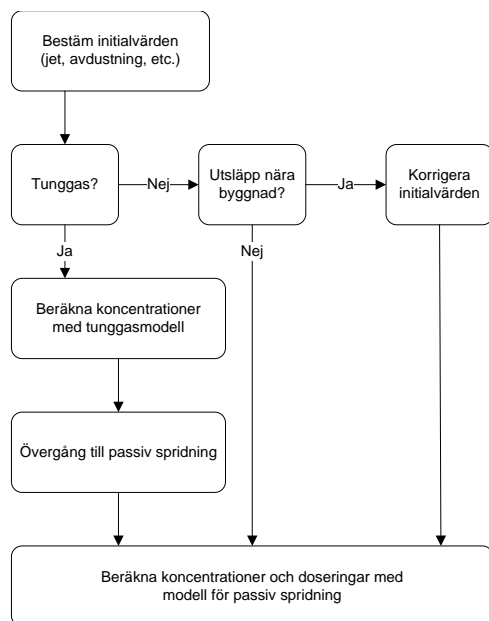 Bestäm initialvärden
(jet, avdustning, etc.)
Tunggas?
Nej
Utsläpp nära
byggnad?
Ja
Korrigera
initialvärden
Ja
Nej
Beräkna koncentrationer
med tunggasmodell
Övergång till passiv spridning
Beräkna koncentrationer och doseringar med
modell för passiv spridning